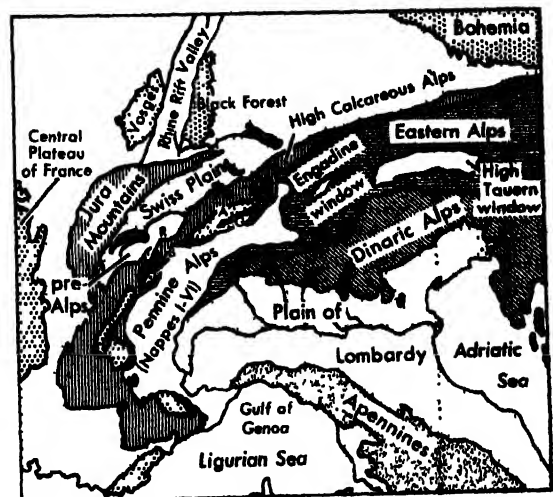 Bohemia
Vosges
Rhine Rift Valley
Black Forest
High Calcareous Alps
Central
Plateau
of France
Eastern Alps
Jura
Mountains
Swiss Plain
Engadine
window
High
Tauern
window
Dinaric Alps
pre-
Alps
Pennine Alps
(Nappes I-VI)
Plain of
Lombardy
Adriatic
Sea
Gulf of
Genoa
Apennines
Ligurian Sea